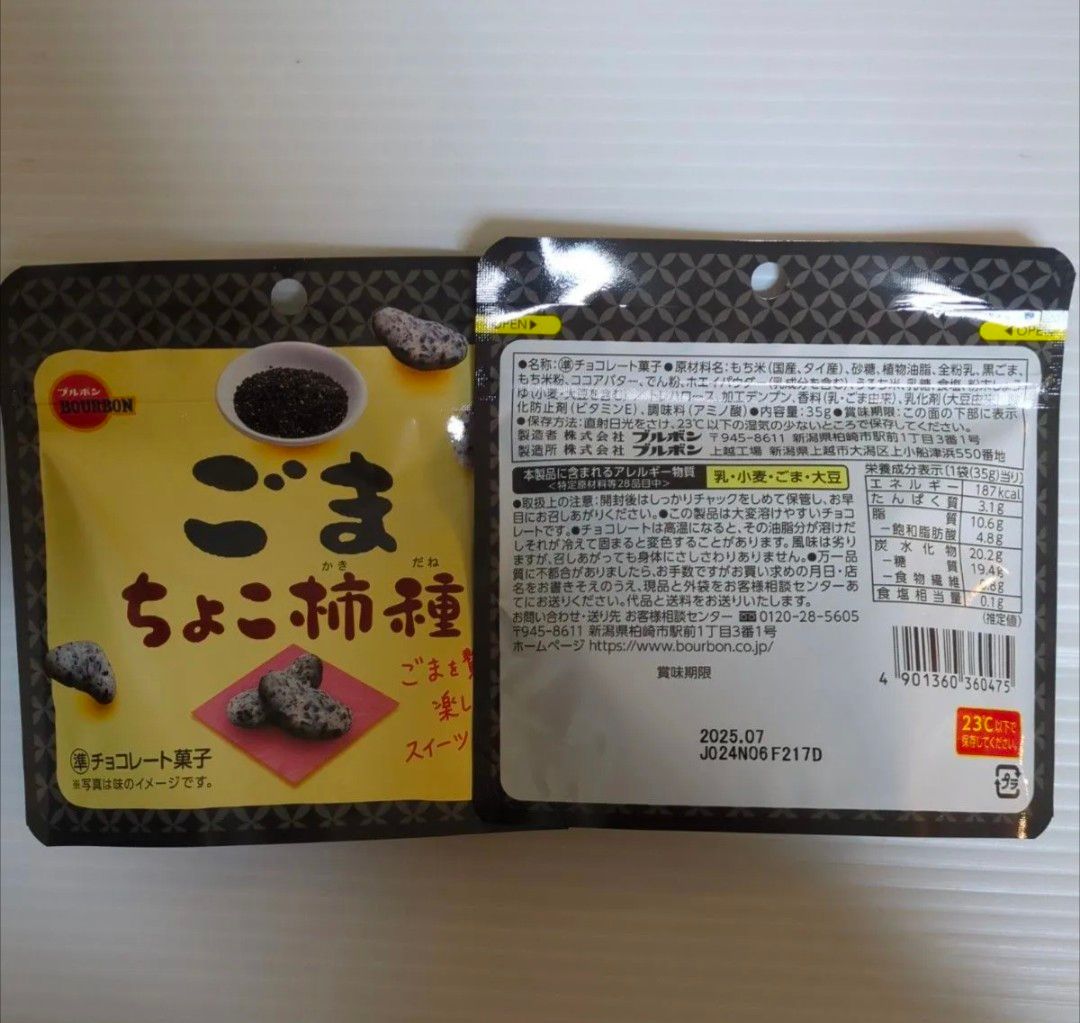 ブルボン
BOURBON
ごま
かき だね
ちょこ柿種
ごまを
楽し
スイーツ
準チョコレート菓子
※写真は味のイメージです。
OPEN▶
◀OPE
●名称:準チョコレート菓子●原材料名:もち米(国産、タイ産)、砂糖、植物油脂、全粉乳、黒ごま、
もち米粉、ココアバター、でん粉、ホエイパウダー
ゆ(小麦・大豆を含む) 加工デンプン、香料(乳・ごま由来)、乳化剤(大豆由来)
化防止剤(ビタミンE)、調味料(アミノ酸)●内容量:35g●賞味期限:この面の下部に表示
●保存方法:直射日光をさけ、23℃以下の湿気の少ないところで保存してください。
製造者 株式会社 ブルボン 〒945-8611 新潟県柏崎市駅前1丁目3番1号
製造所 株式会社 ブルボン 上越工場 新潟県上越市大潟区上小船津浜550番地
本製品に含まれるアレルギー物質
<特定原材料等28品目中>
乳・小麦・ごま・大豆
●取扱上の注意:開封後はしっかりチャックをしめて保管し、お早
目にお召しあがりください。●この製品は大変溶けやすいチョコ
レートです。●チョコレートは高温になると、その油脂分が溶けだ
しそれが冷えて固まると変色することがあります。風味は劣り
ますが、召しあがっても身体にさしさわりありません。●万一品
質に不都合がありましたら、お手数ですがお買い求めの月日・店
名をお書きそえのうえ、現品と外袋をお客様相談センターあ
てにお送りください。代品と送料をお送りいたします。
お問い合わせ・送り先 お客様相談センター 0120-28-5605
〒945-8611 新潟県柏崎市駅前1丁目3番1号
ホームページ https://www.bourbon.co.jp/
栄養成分表示(1袋(35g)当り)
エネルギー 187kcal
たんぱく質 3.1g
脂質 10.6g
−飽和脂肪酸 4.8g
炭水化物 20.2g
−糖質 19.4g
−食物繊維
食塩相当量 0.1g
(推定値)
4 901360 360475
賞味期限
2025.07
J024N06F217D
23℃以下で
保存してください。
プラ